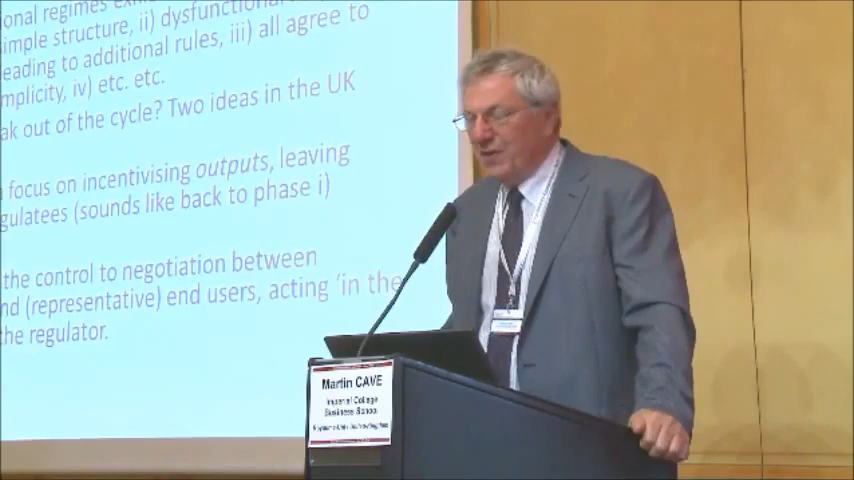 onal regimes
simple structure, ii) dysfunctional
leading to additional rules, iii) all agree to
mplicity, iv) etc. etc.
ak out of the cycle? Two ideas in the UK
focus on incentivising outputs, leaving
gulatees (sounds like back to phase i)
the control to negotiation between
nd (representative) end users, acting ‘in the
the regulator.
Martin CAVE
Imperial College
Business School